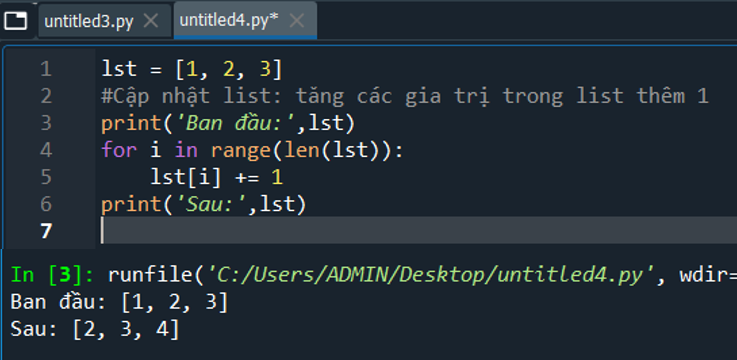 untitled3.py untitled4.py*
1 lst = [1, 2, 3]
2 #Cập nhật list: tăng các gia trị trong list thêm 1
3 print('Ban đầu:',lst)
4 for i in range(len(lst)):
5 lst[i] += 1
6 print('Sau:',lst)
7
In [3]: runfile('C:/Users/ADMIN/Desktop/untitled4.py', wdir=
Ban đầu: [1, 2, 3]
Sau: [2, 3, 4]